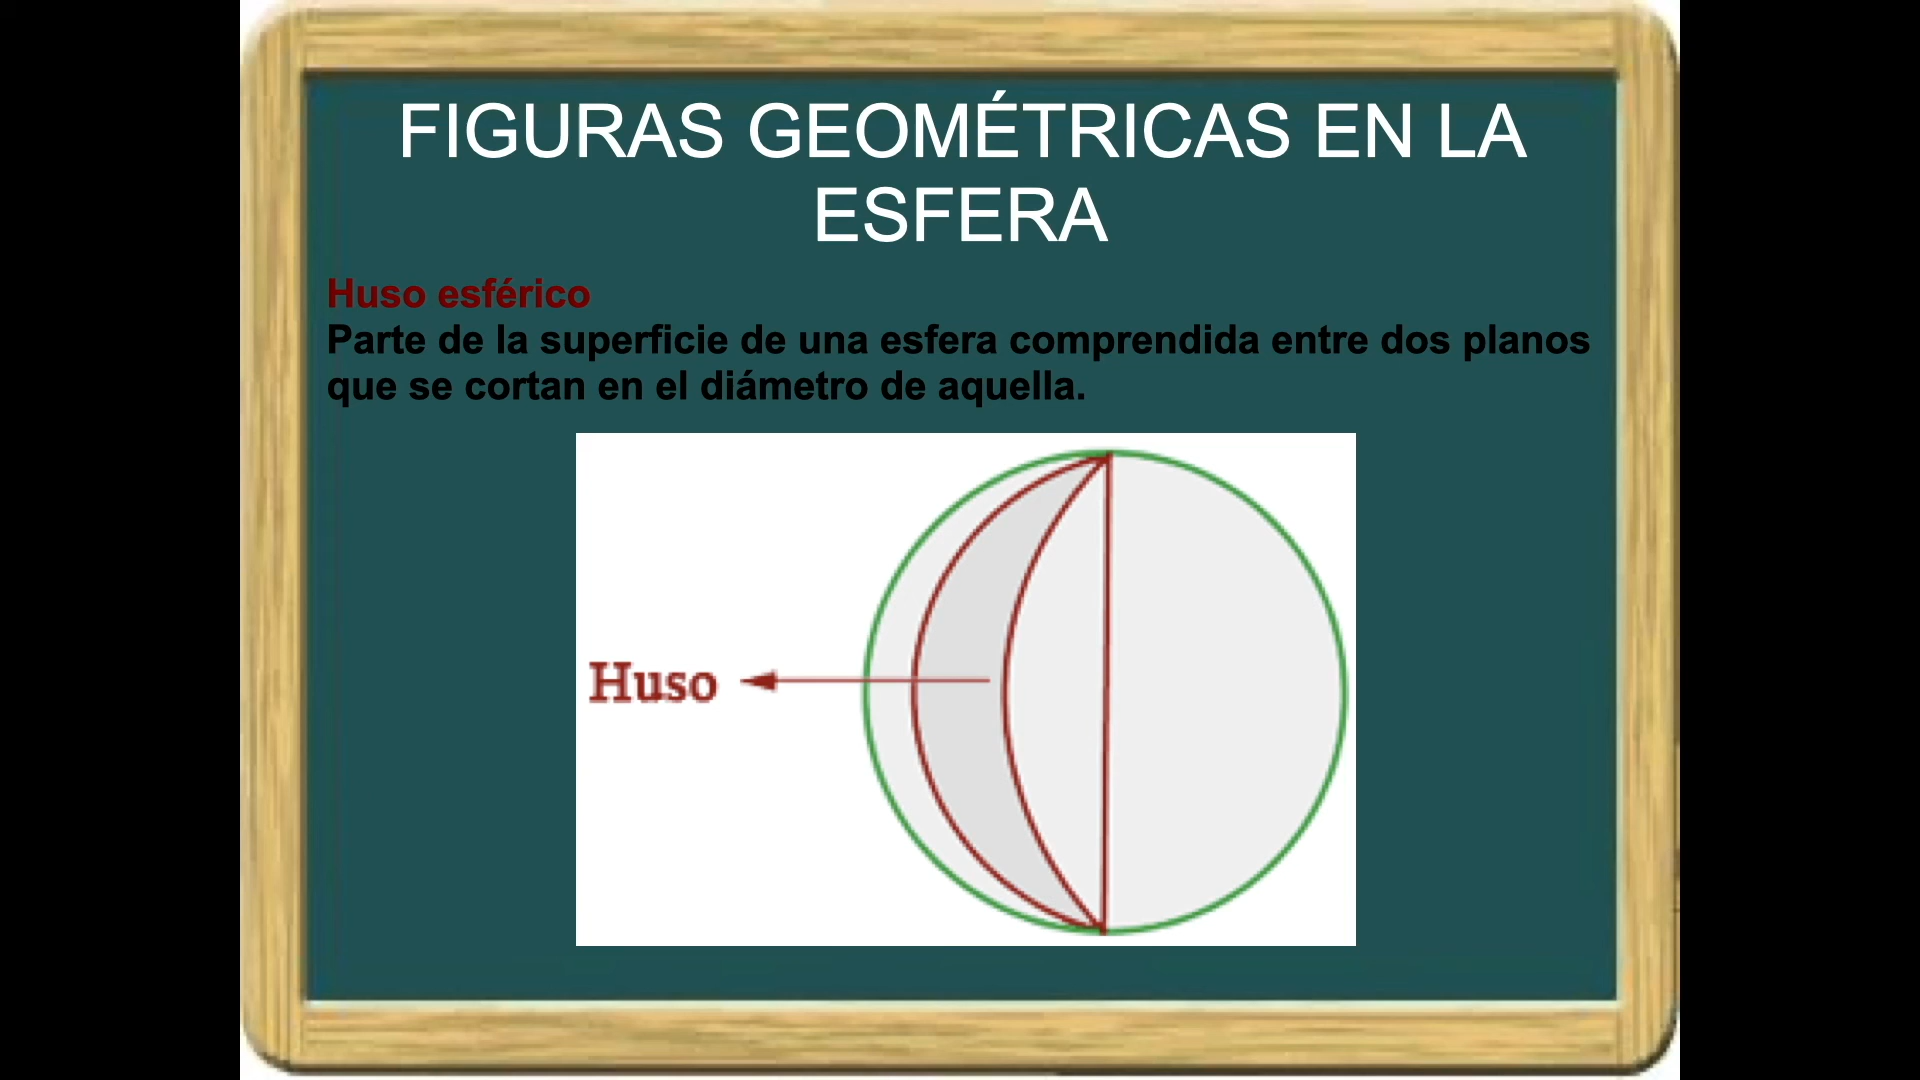 FIGURAS GEOMÉTRICAS EN LA
ESFERA
Huso esférico
Parte de la superficie de una esfera comprendida entre dos planos
que se cortan en el diámetro de aquella.
Huso